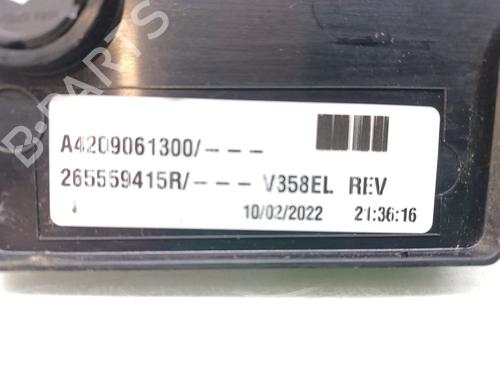 B-PARTS
A4209061300/---
265559415R/--- V358EL REV
10/02/2022 21:36:16